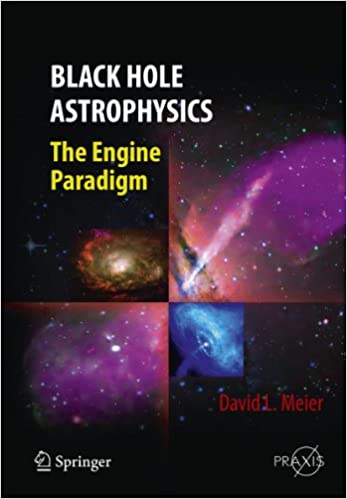 BLACK HOLE
ASTROPHYSICS
The Engine
Paradigm
David L. Meier
Springer
PRAXIS